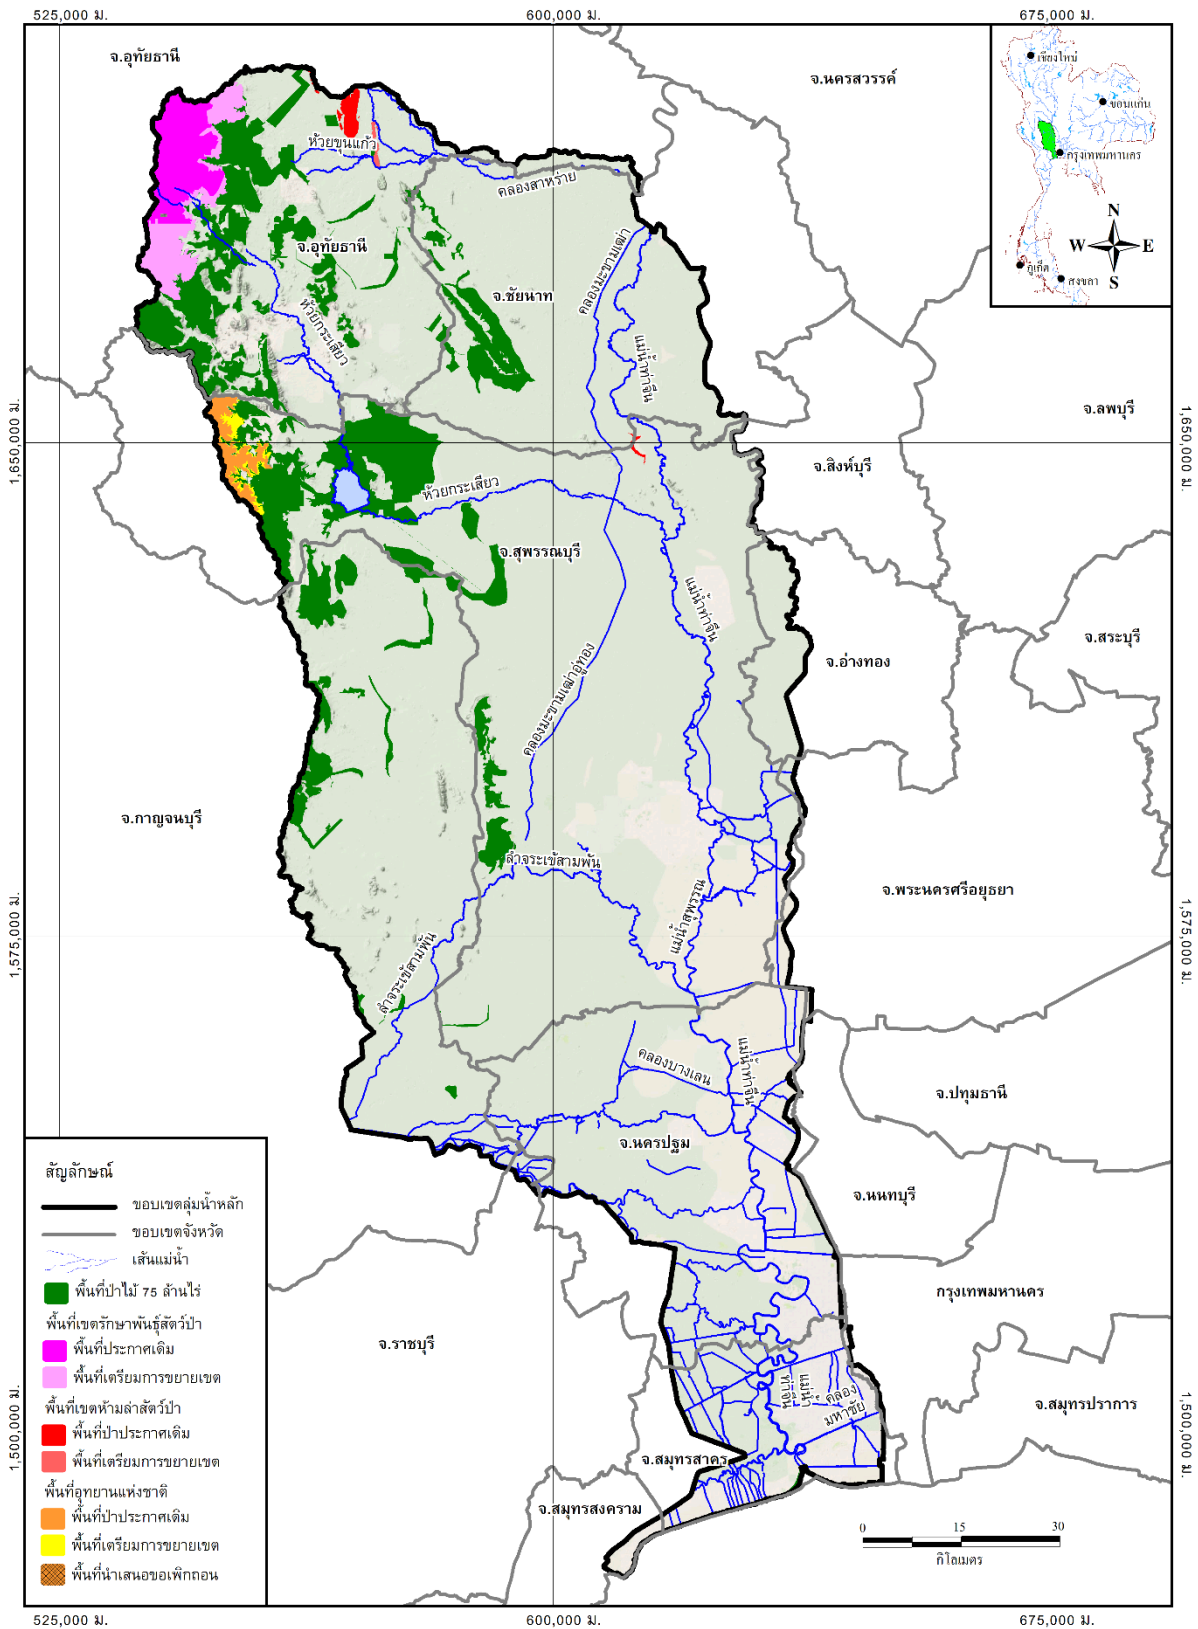 525,000 ม.
600,000 ม.
675,000 ม.
จ.อุทัยธานี
จ.นครสวรรค์
เชียงใหม่
ขอนแก่น
กรุงเทพมหานคร
ภูเก็ต
สงขลา
N
W
E
S
ห้วยขุนแก้ว
คลองสาหร่าย
จ.อุทัยธานี
จ.ชัยนาท
คลองมะขามเฒ่า
ห้วยกระเสียว
แม่น้ำท่าจีน
จ.ลพบุรี
1,650,000 ม.
1,650,000 ม.
จ.สิงห์บุรี
ห้วยกระเสียว
จ.สุพรรณบุรี
แม่น้ำท่าจีน
จ.สระบุรี
จ.อ่างทอง
คลองมะขามเฒ่าอู่ทอง
จ.กาญจนบุรี
ลำจระเข้สามพัน
จ.พระนครศรีอยุธยา
แม่น้ำสุพรรณ
1,575,000 ม.
1,575,000 ม.
ลำจระเข้สามพัน
คลองบางเลน
แม่น้ำท่าจีน
จ.ปทุมธานี
จ.นครปฐม
จ.นนทบุรี
กรุงเทพมหานคร
จ.ราชบุรี
แม่น้ำ
ท่าจีน
คลอง
มหาชัย
จ.สมุทรปราการ
1,500,000 ม.
1,500,000 ม.
จ.สมุทรสาคร
จ.สมุทรสงคราม
สัญลักษณ์
ขอบเขตลุ่มน้ำหลัก
ขอบเขตจังหวัด
เส้นแม่น้ำ
พื้นที่ป่าไม้ 75 ล้านไร่
พื้นที่เขตรักษาพันธุ์สัตว์ป่า
พื้นที่ประกาศเดิม
พื้นที่เตรียมการขยายเขต
พื้นที่เขตห้ามล่าสัตว์ป่า
พื้นที่ป่าประกาศเดิม
พื้นที่เตรียมการขยายเขต
พื้นที่อุทยานแห่งชาติ
พื้นที่ป่าประกาศเดิม
พื้นที่เตรียมการขยายเขต
พื้นที่นำเสนอขอเพิกถอน
0 15 30
กิโลเมตร
525,000 ม.
600,000 ม.
675,000 ม.